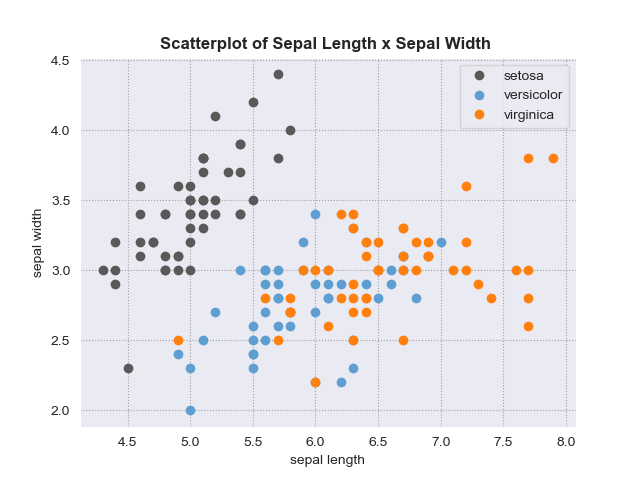 Scatterplot of Sepal Length x Sepal Width
setosa
versicolor
virginica
sepal width
4.5
4.0
3.5
3.0
2.5
2.0
4.5 5.0 5.5 6.0 6.5 7.0 7.5 8.0
sepal length